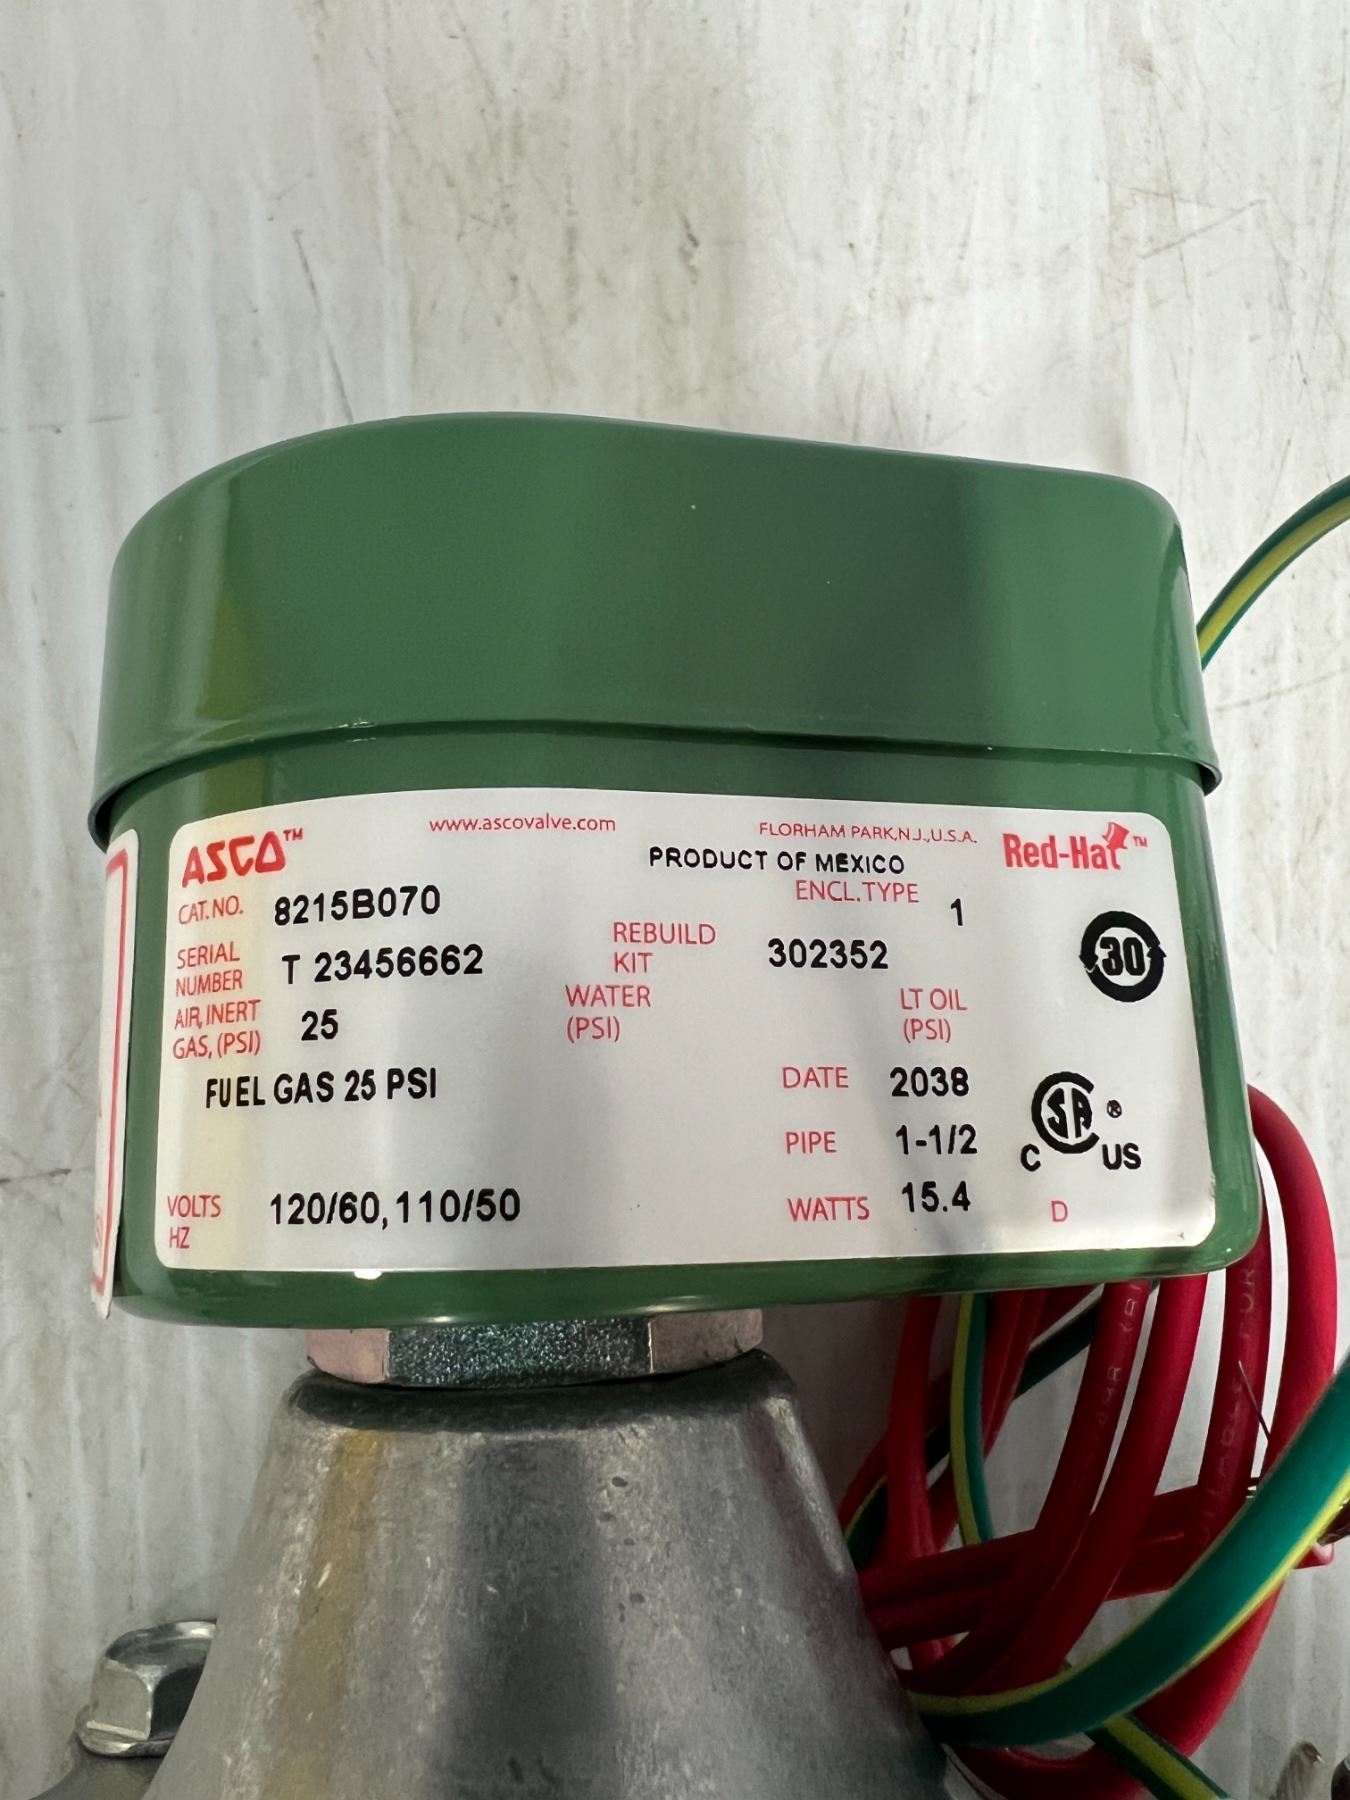 ASCO™
www.ascovalve.com
FLORHAM PARK,N.J.,U.S.A.
Red-Hat™
PRODUCT OF MEXICO
CAT.NO. 8215B070
ENCL.TYPE 1
SERIAL NUMBER T 23456662
REBUILD KIT 302352
30
AIR, INERT GAS, (PSI) 25
WATER (PSI)
LT OIL (PSI)
FUEL GAS 25 PSI
DATE 2038
PIPE 1-1/2
C SA ® US
VOLTS HZ 120/60, 110/50
WATTS 15.4
D